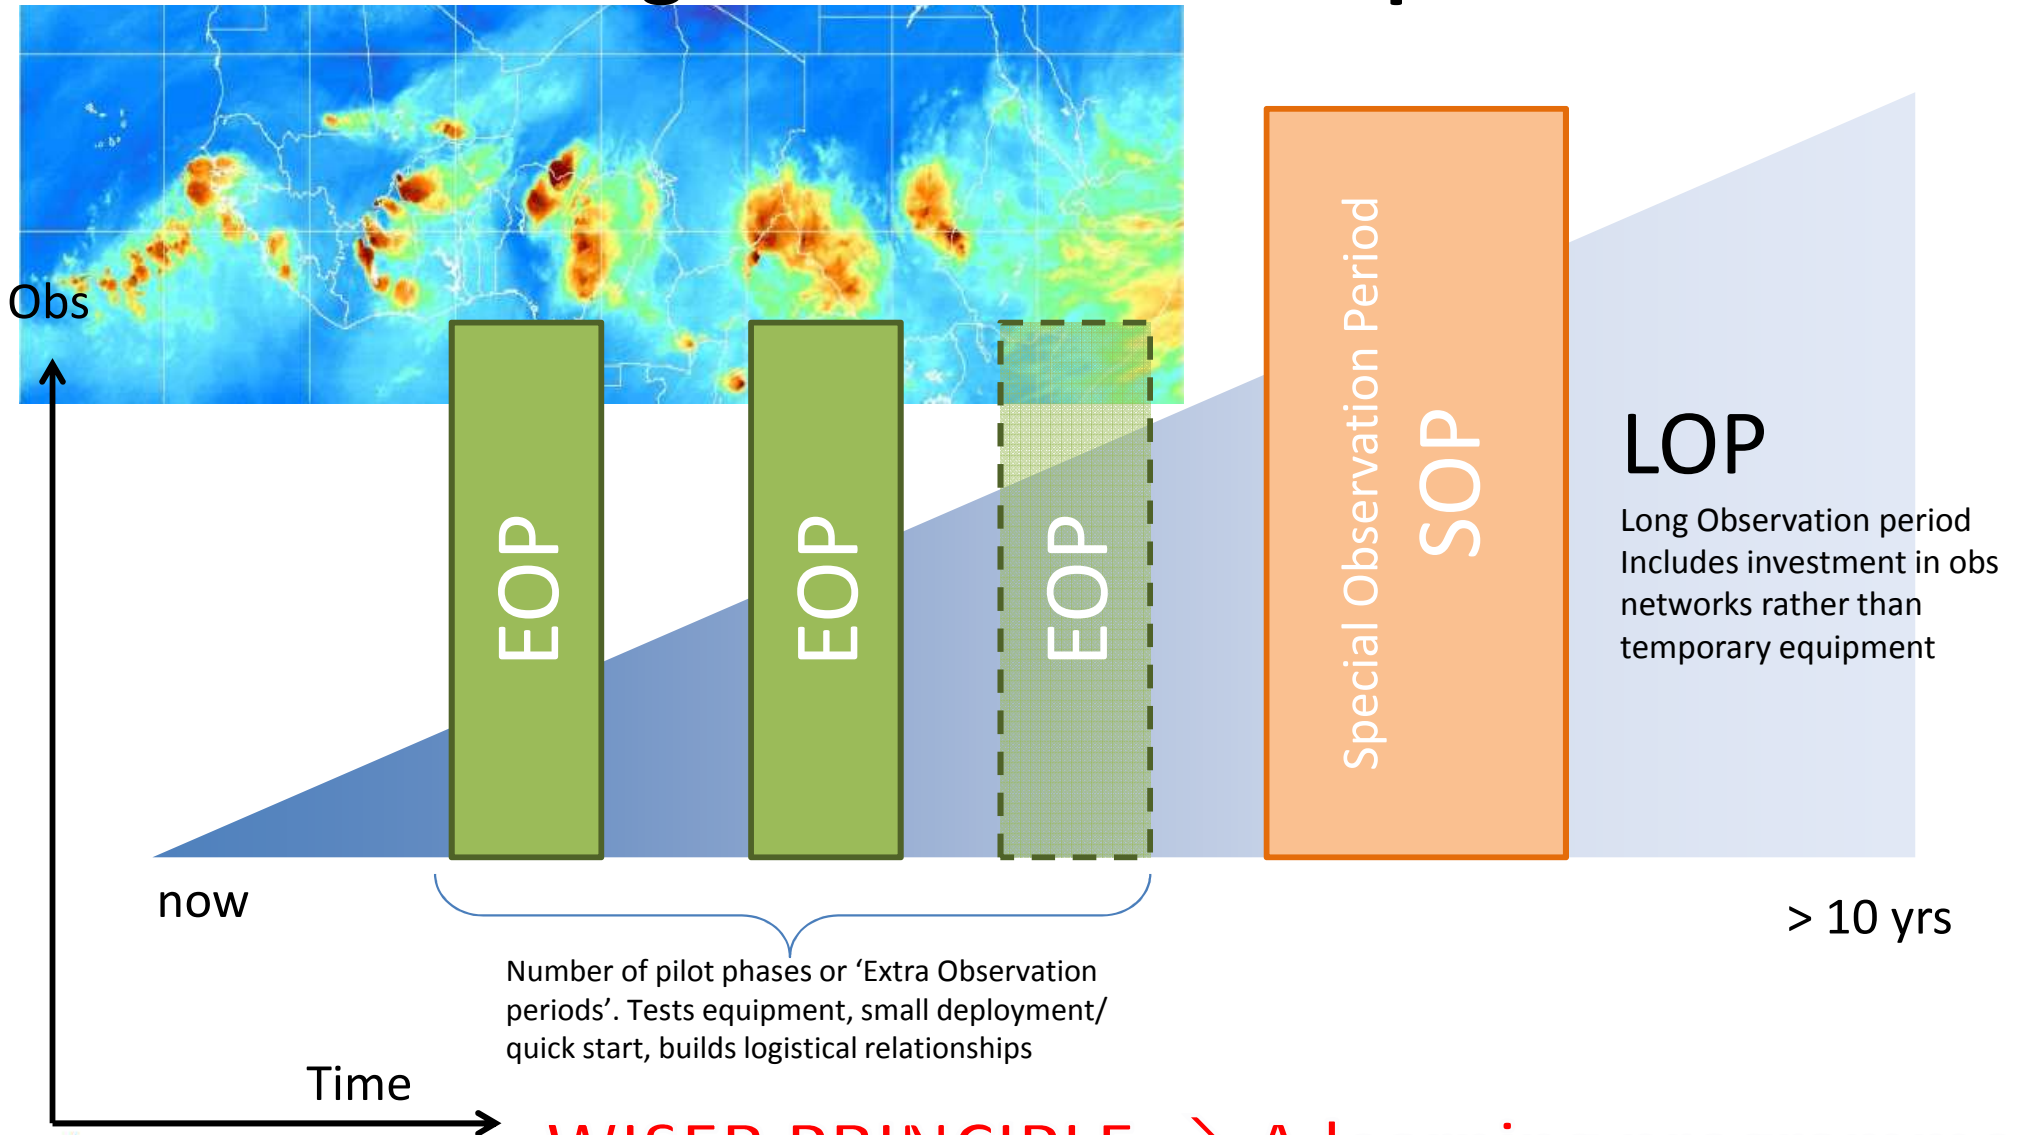 Obs
EOP
EOP
EOP
Special Observation Period
SOP
LOP
Long Observation period
Includes investment in obs
networks rather than
temporary equipment
now
> 10 yrs
Number of pilot phases or ‘Extra Observation
periods’. Tests equipment, small deployment/
quick start, builds logistical relationships
Time
WISER PRINCIPLE →